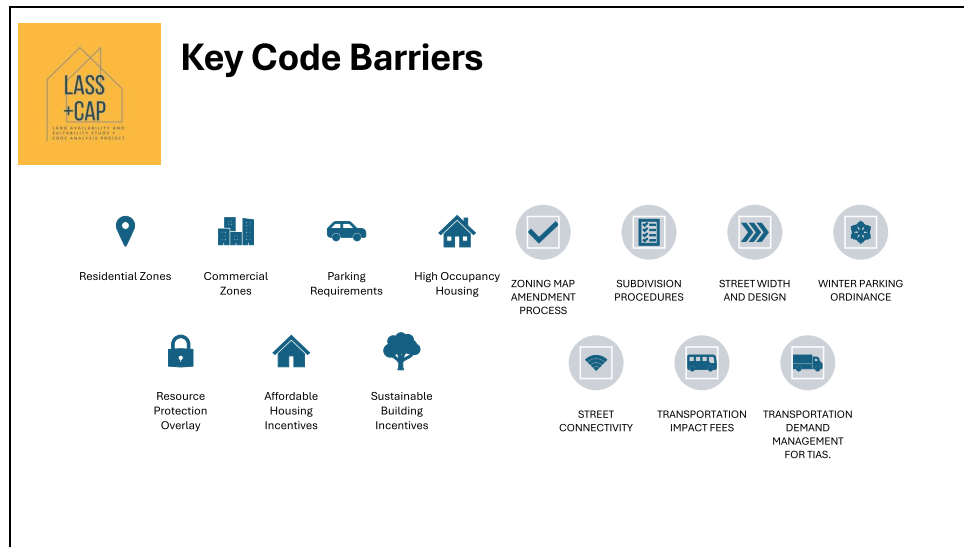 Key Code Barriers
LASS
+CAP
LAND AVAILABILITY AND
SUITABILITY STUDY +
CODE ANALYSIS PROJECT
Residential Zones
Commercial
Zones
Parking
Requirements
High Occupancy
Housing
Resource
Protection
Overlay
Affordable
Housing
Incentives
Sustainable
Building
Incentives
ZONING MAP
AMENDMENT
PROCESS
SUBDIVISION
PROCEDURES
STREET WIDTH
AND DESIGN
WINTER PARKING
ORDINANCE
STREET
CONNECTIVITY
TRANSPORTATION
IMPACT FEES
TRANSPORTATION
DEMAND
MANAGEMENT
FOR TIAS.